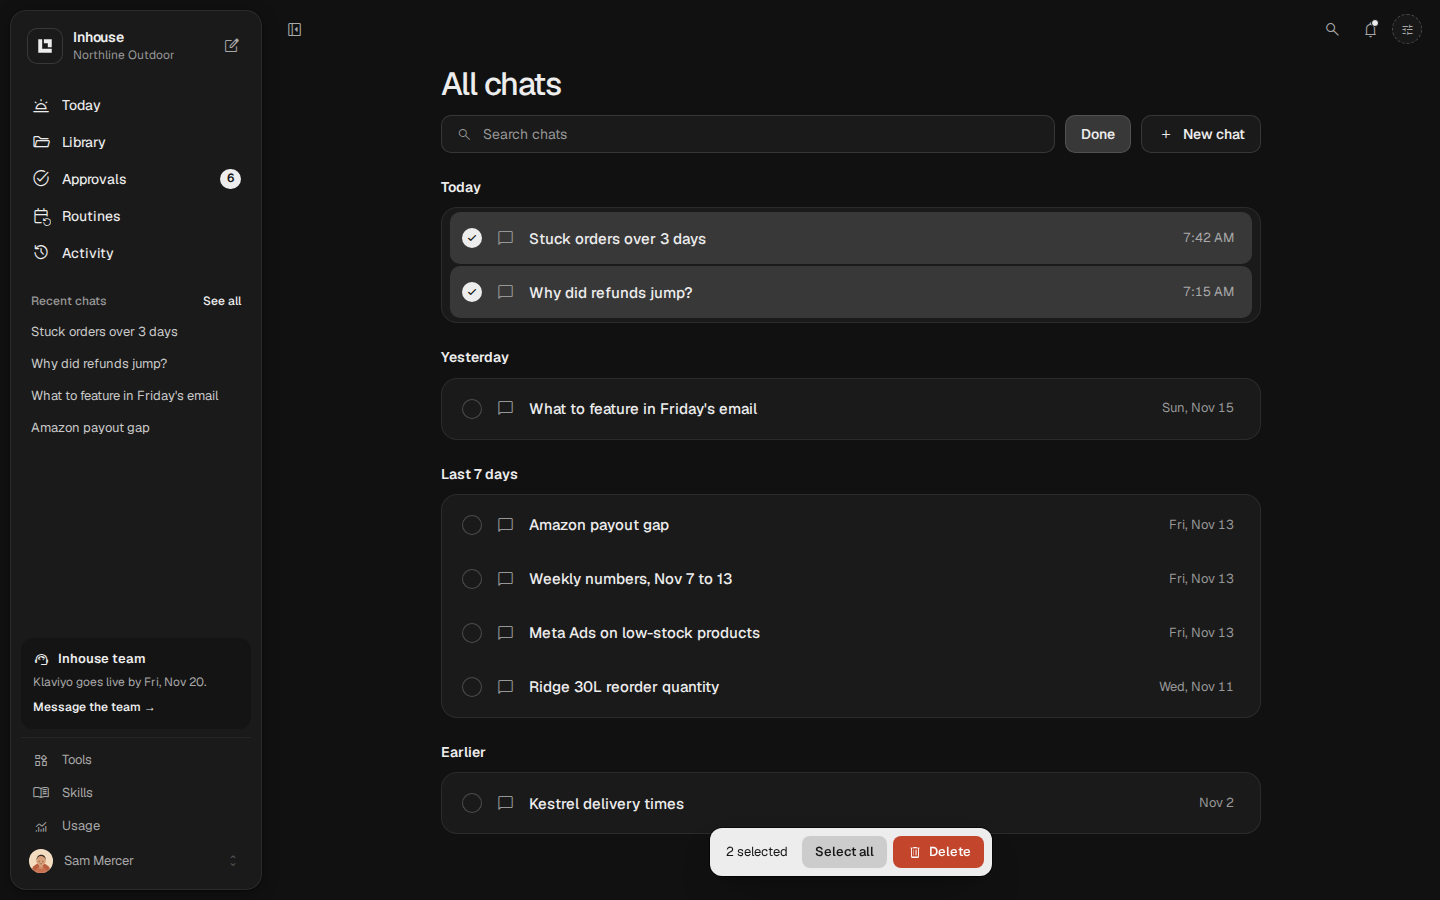 Inhouse
Northline Outdoor
Today
Library
Approvals 6
Routines
Activity
Recent chats See all
Stuck orders over 3 days
Why did refunds jump?
What to feature in Friday's email
Amazon payout gap
Inhouse team
Klaviyo goes live by Fri, Nov 20.
Message the team →
Tools
Skills
Usage
Sam Mercer
All chats
Search chats Done + New chat
Today
Stuck orders over 3 days 7:42 AM
Why did refunds jump? 7:15 AM
Yesterday
What to feature in Friday's email Sun, Nov 15
Last 7 days
Amazon payout gap Fri, Nov 13
Weekly numbers, Nov 7 to 13 Fri, Nov 13
Meta Ads on low-stock products Fri, Nov 13
Ridge 30L reorder quantity Wed, Nov 11
Earlier
Kestrel delivery times Nov 2
2 selected Select all Delete